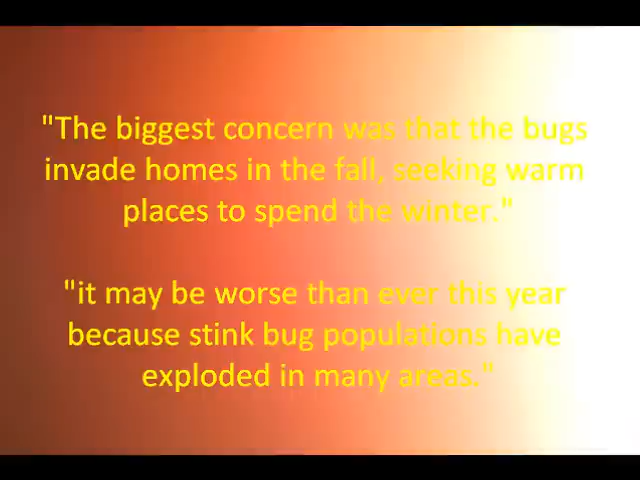 "The biggest concern was that the bugs
invade homes in the fall, seeking warm
places to spend the winter."
"it may be worse than ever this year
because stink bug populations have
exploded in many areas."